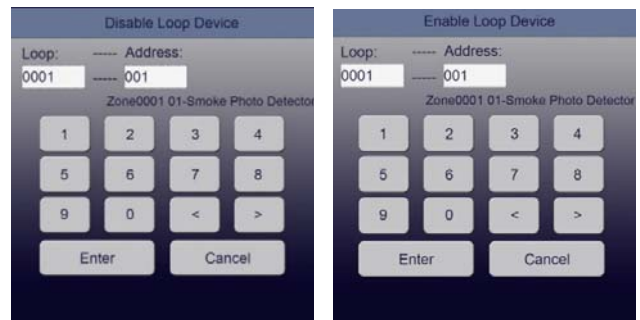 Disable Loop Device
Loop: ----- Address:
0001 ----- 001
Zone0001 01-Smoke Photo Detector
1 2 3 4
5 6 7 8
9 0 < >
Enter Cancel
Enable Loop Device
Loop: ----- Address:
0001 ----- 001
Zone0001 01-Smoke Photo Detector
1 2 3 4
5 6 7 8
9 0 < >
Enter Cancel